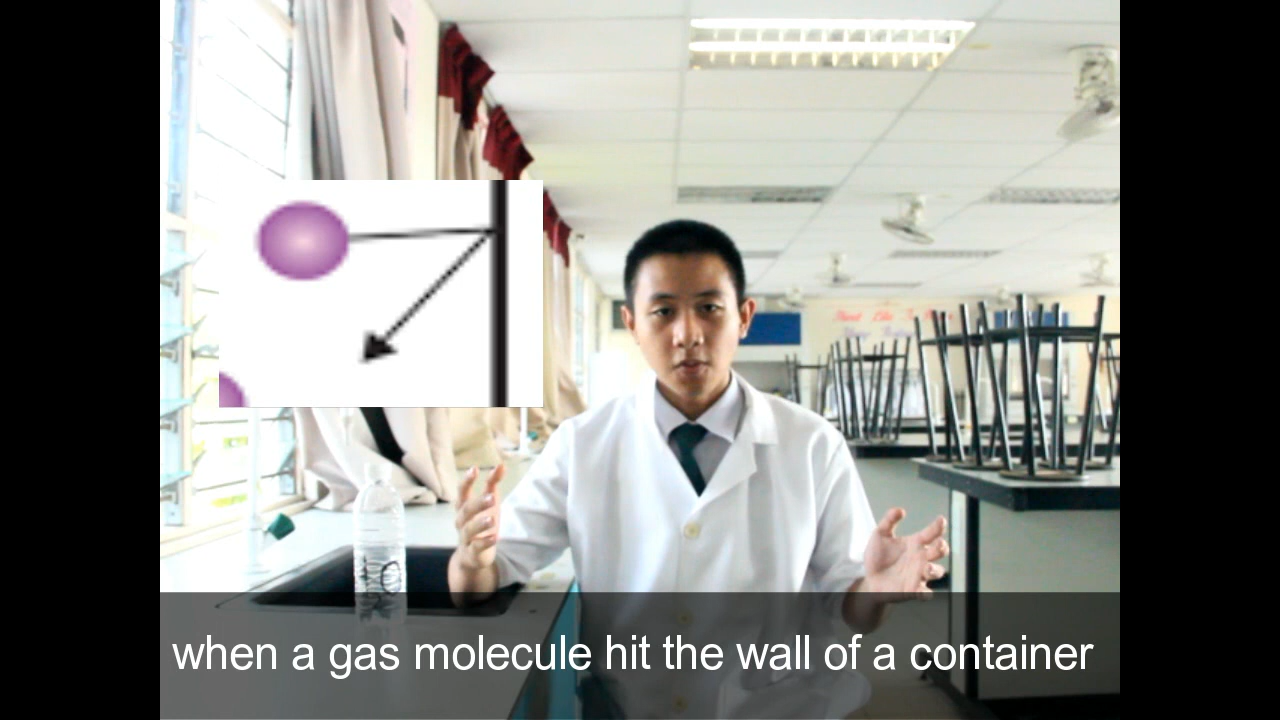 when a gas molecule hit the wall of a container